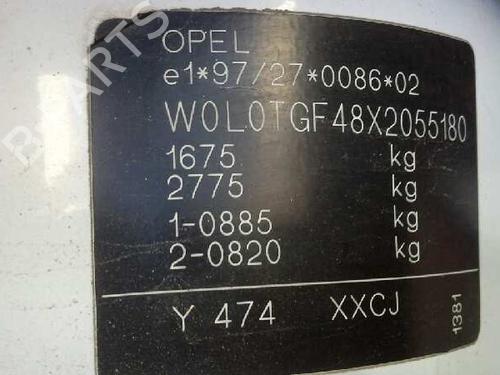 OPEL
e1*97/27*0086*02
W0L0TGF48X2055180
1675 kg
2775 kg
1-0885 kg
2-0820 kg
Y 474 XXCJ
1381
B-PARTS